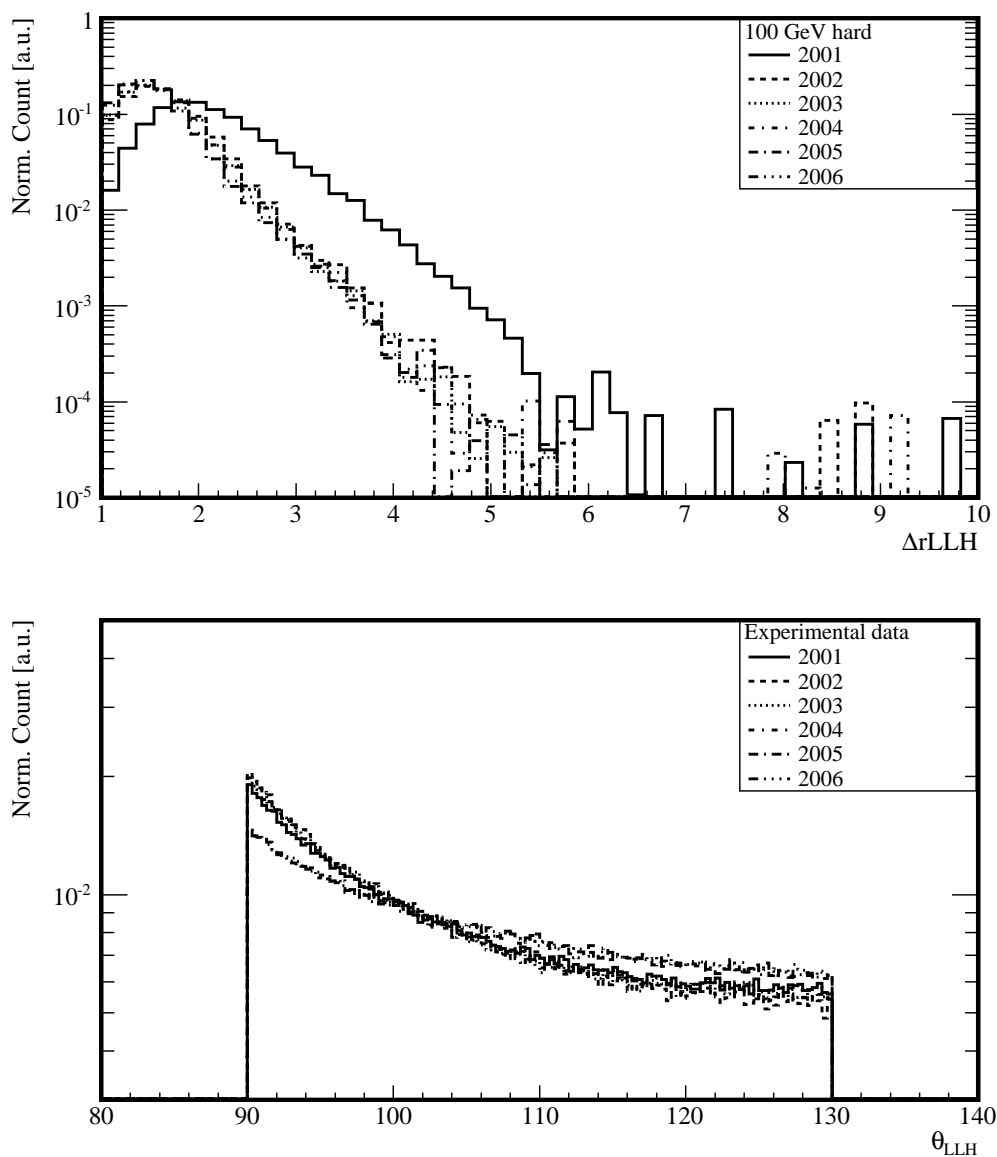 Norm. Count [a.u.]
1
10-1
10-2
10-3
10-4
10-5
100 GeV hard
2001
2002
2003
2004
2005
2006
1 2 3 4 5 6 7 8 9 10
ΔrLLH
Norm. Count [a.u.]
10-2
Experimental data
2001
2002
2003
2004
2005
2006
80 90 100 110 120 130 140
θLLH